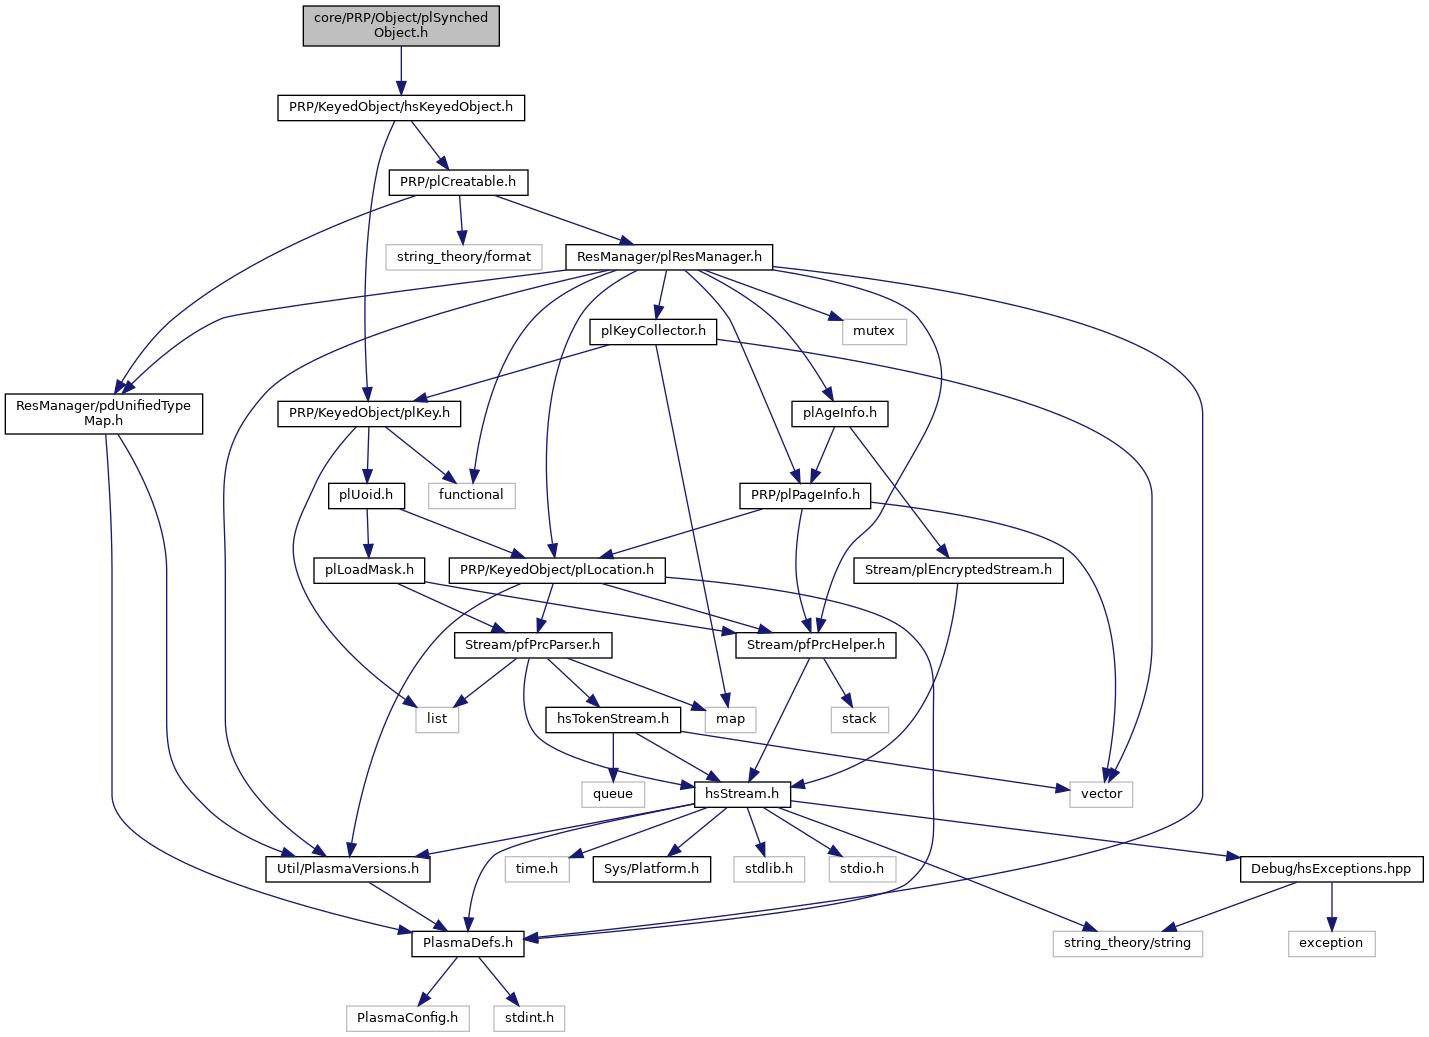 core/PRP/Object/plSynched
Object.h
PRP/KeyedObject/hsKeyedObject.h
PRP/plCreatable.h
string_theory/format
ResManager/plResManager.h
plKeyCollector.h
mutex
ResManager/pdUnifiedType
Map.h
PRP/KeyedObject/plKey.h
plAgeInfo.h
plUoid.h
functional
PRP/plPageInfo.h
plLoadMask.h
PRP/KeyedObject/plLocation.h
Stream/plEncryptedStream.h
Stream/pfPrcParser.h
Stream/pfPrcHelper.h
list
hsTokenStream.h
map
stack
queue
hsStream.h
vector
Util/PlasmaVersions.h
time.h
Sys/Platform.h
stdlib.h
stdio.h
Debug/hsExceptions.hpp
PlasmaDefs.h
string_theory/string
exception
PlasmaConfig.h
stdint.h